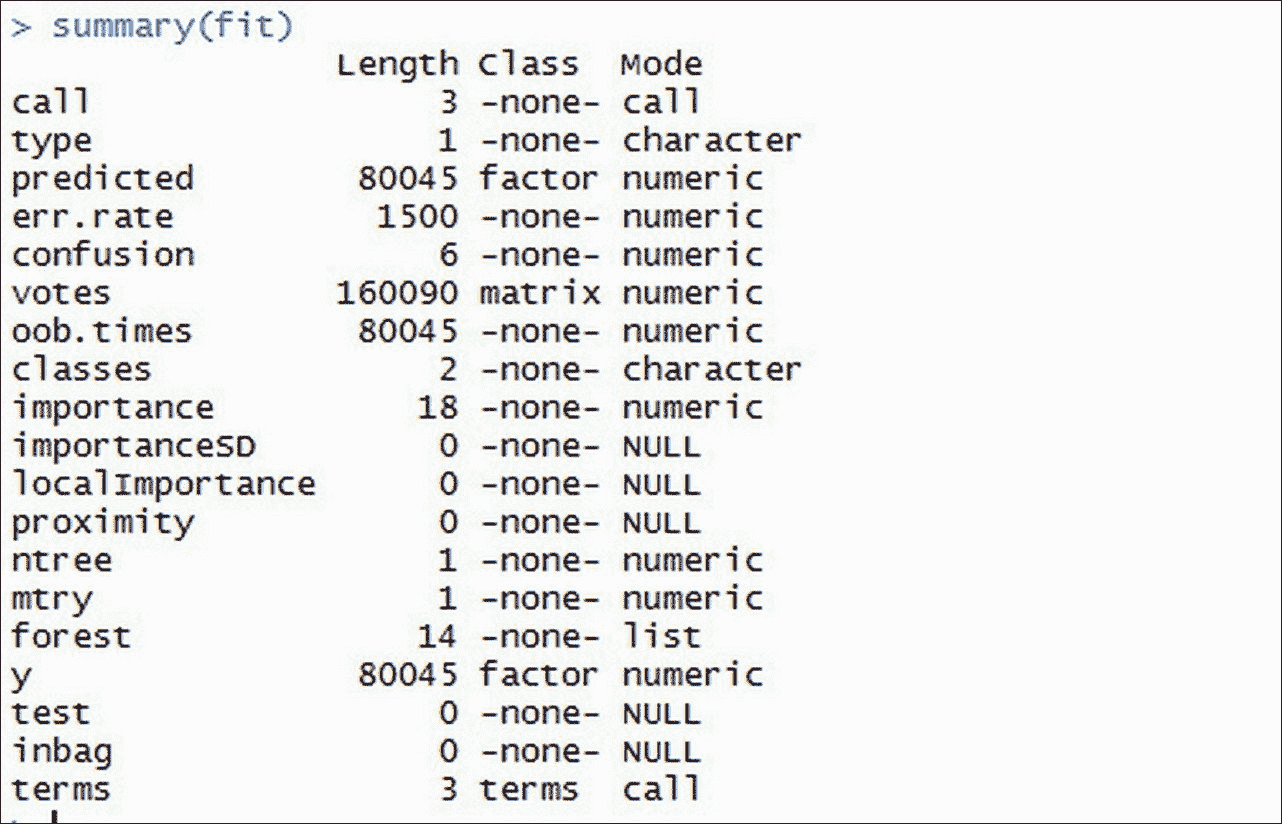 > summary(fit)
Length Class Mode
call 3 -none- call
type 1 -none- character
predicted 80045 factor numeric
err.rate 1500 -none- numeric
confusion 6 -none- numeric
votes 160090 matrix numeric
oob.times 80045 -none- numeric
classes 2 -none- character
importance 18 -none- numeric
importanceSD 0 -none- NULL
localImportance 0 -none- NULL
proximity 0 -none- NULL
ntree 1 -none- numeric
mtry 1 -none- numeric
forest 14 -none- list
y 80045 factor numeric
test 0 -none- NULL
inbag 0 -none- NULL
terms 3 terms call